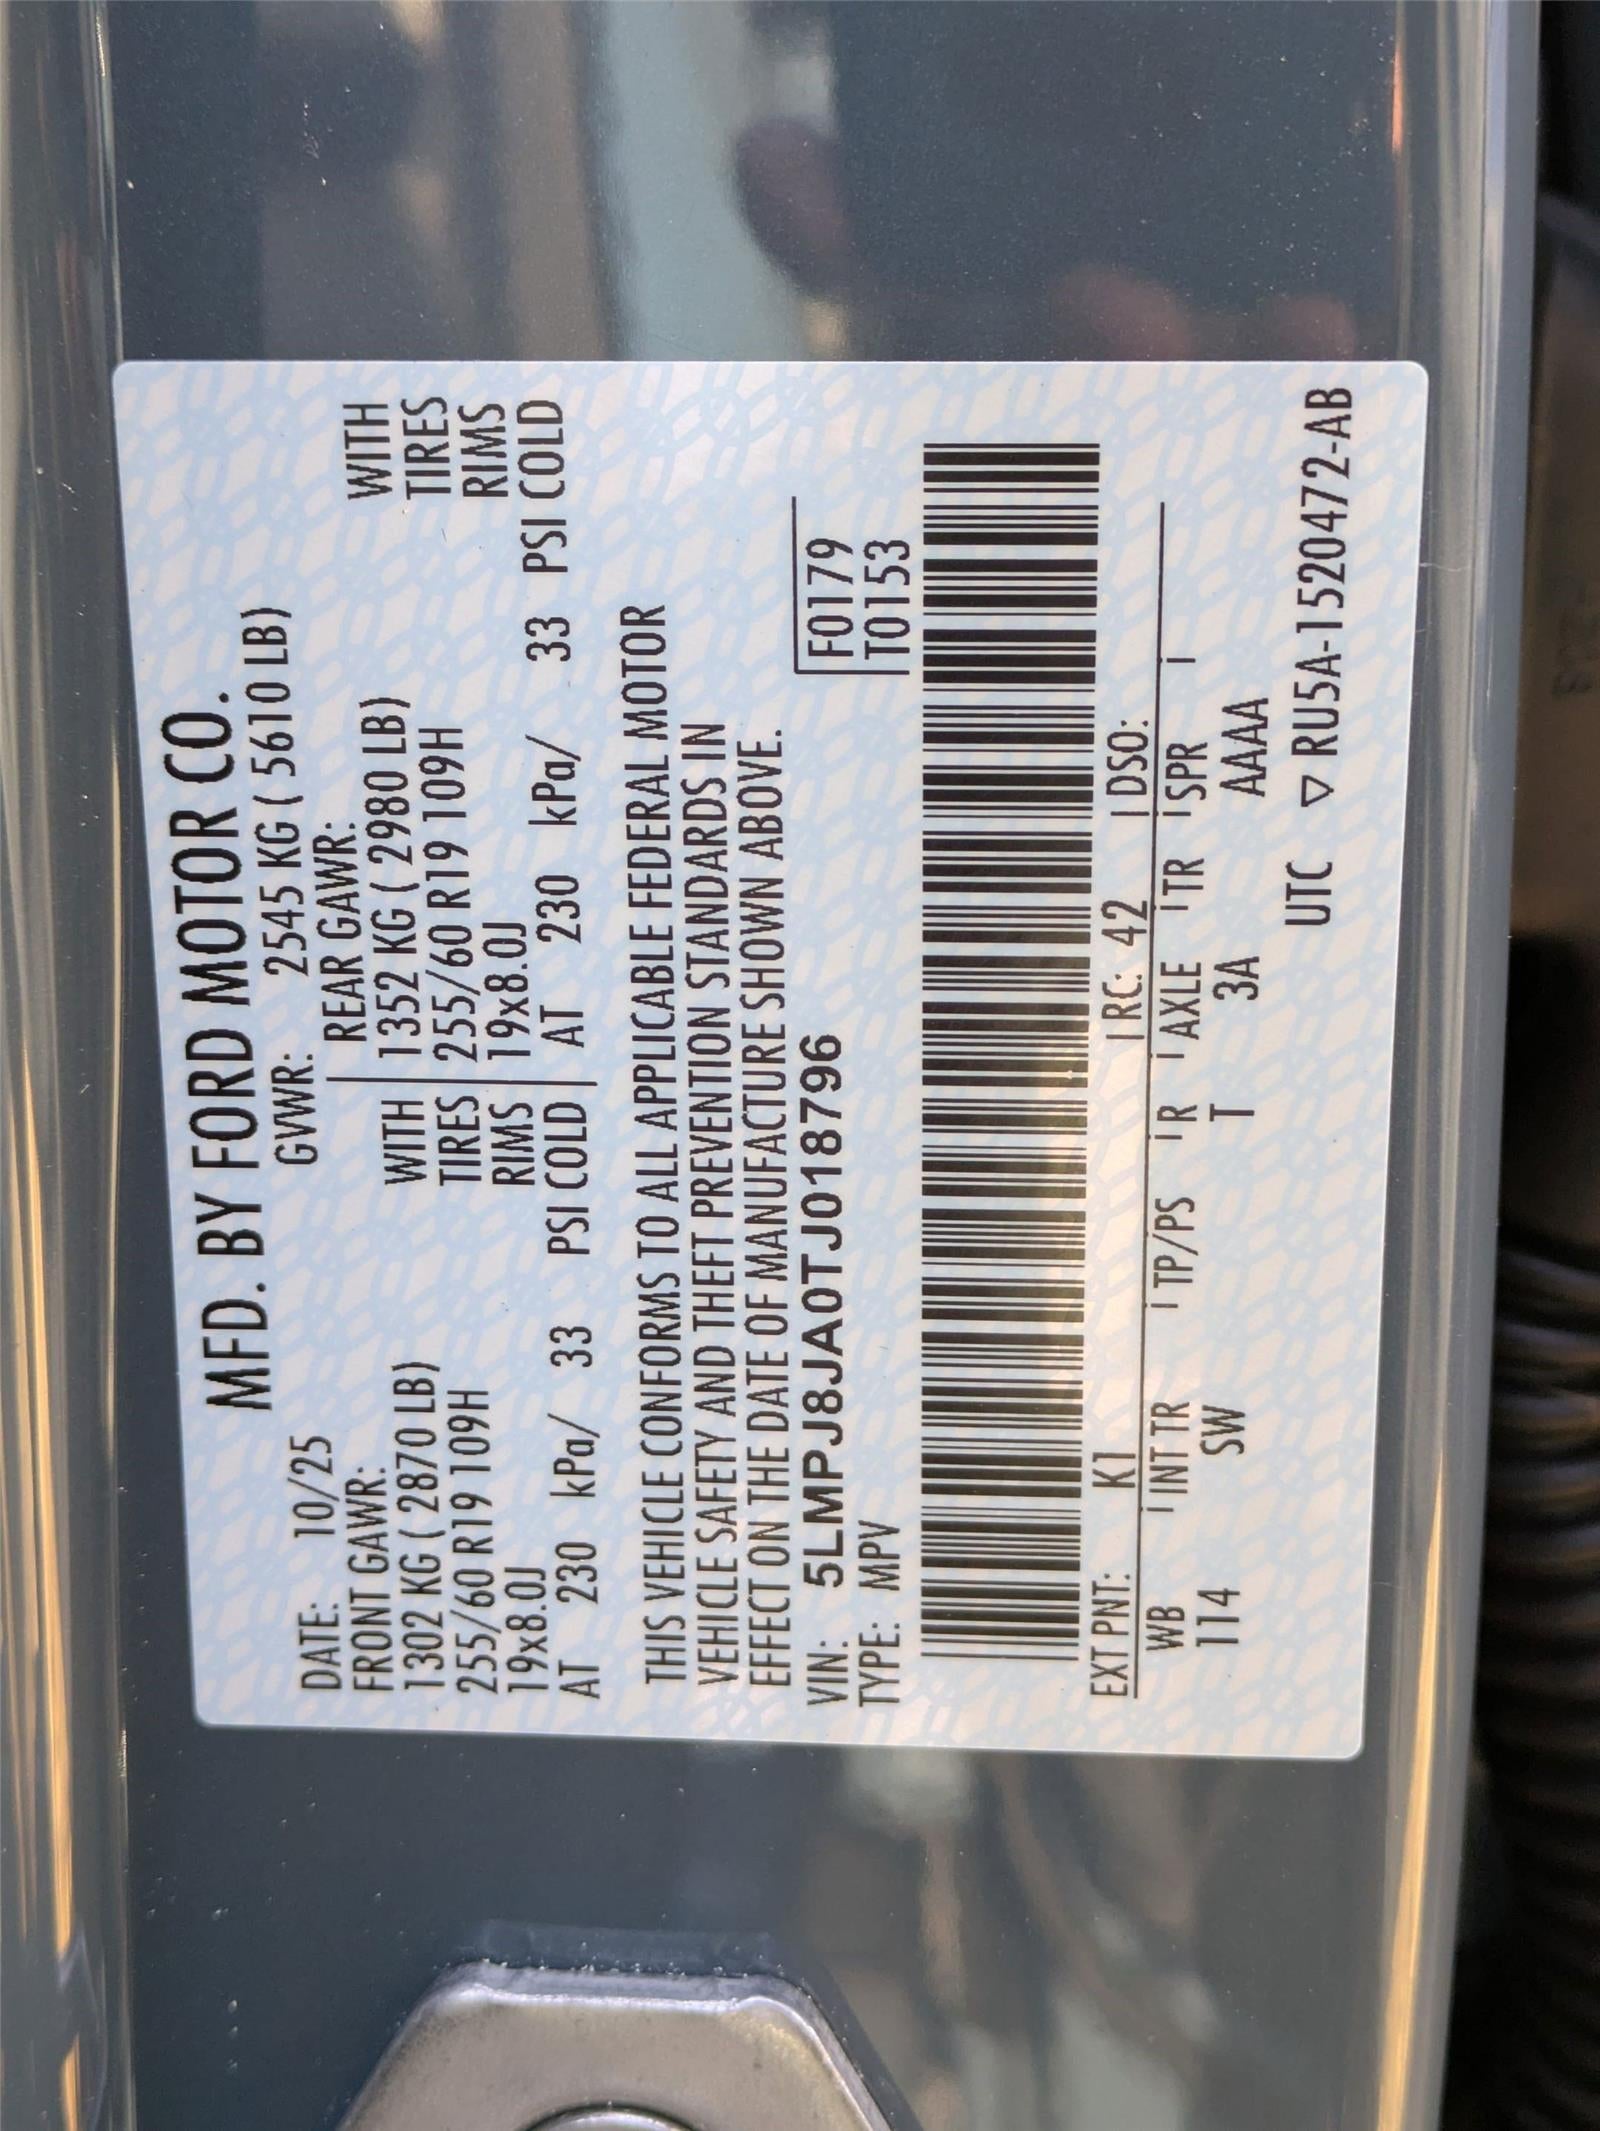 MFD. BY FORD MOTOR CO.
DATE: 10/25 GVWR: 2545 KG ( 5610 LB)
FRONT GAWR: REAR GAWR:
1302 KG ( 2870 LB) WITH 1352 KG ( 2980 LB) WITH
255/60 R19 109H TIRES 255/60 R19 109H TIRES
19x8.0J RIMS 19x8.0J RIMS
AT 230 kPa/ 33 PSI COLD AT 230 kPa/ 33 PSI COLD
THIS VEHICLE CONFORMS TO ALL APPLICABLE FEDERAL MOTOR
VEHICLE SAFETY AND THEFT PREVENTION STANDARDS IN
EFFECT ON THE DATE OF MANUFACTURE SHOWN ABOVE.
VIN: 5LMPJ8JA0TJ018796 F0179
TYPE: MPV T0153
EXT PNT: K1 RC: 42 DSO:
WB INT TR TP/PS R AXLE TR SPR
114 SW T 3A AAAA
UTC ▽ RU5A-1520472-AB